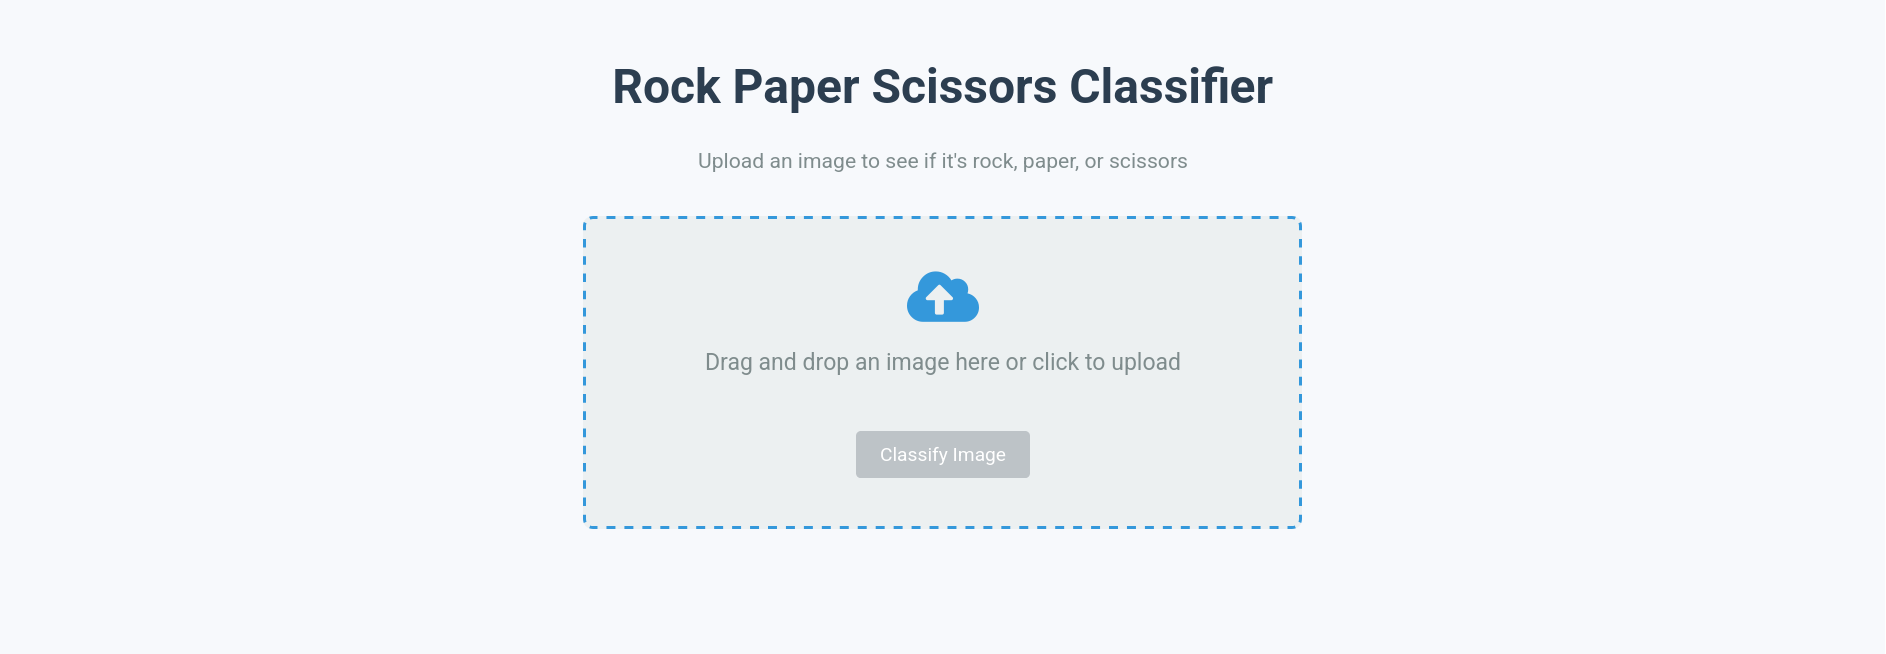 Rock Paper Scissors Classifier
Upload an image to see if it's rock, paper, or scissors
Drag and drop an image here or click to upload
Classify Image